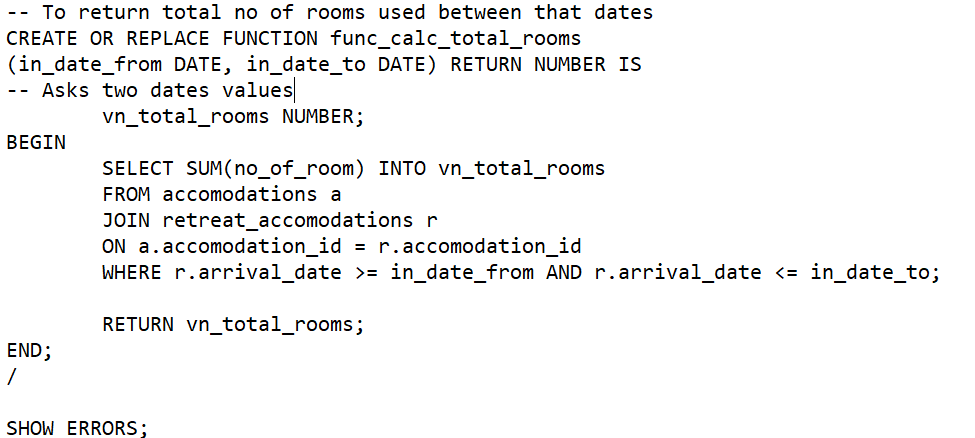 -- To return total no of rooms used between that dates
CREATE OR REPLACE FUNCTION func_calc_total_rooms
(in_date_from DATE, in_date_to DATE) RETURN NUMBER IS
-- Asks two dates values
        vn_total_rooms NUMBER;
BEGIN
        SELECT SUM(no_of_room) INTO vn_total_rooms
        FROM accomodations a
        JOIN retreat_accomodations r
        ON a.accomodation_id = r.accomodation_id
        WHERE r.arrival_date >= in_date_from AND r.arrival_date <= in_date_to;

        RETURN vn_total_rooms;
END;
/

SHOW ERRORS;